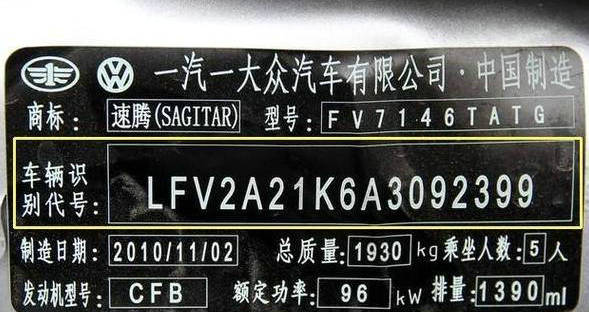 一汽一大众汽车有限公司·中国制造
商标: 速腾(SAGITAR) 型号: FV7146TATG
车辆识别代号: LFV2A21K6A3092399
制造日期: 2010/11/02 总质量: 1930 kg 乘坐人数: 5 人
发动机型号: CFB 额定功率: 96 kW 排量: 1390 ml